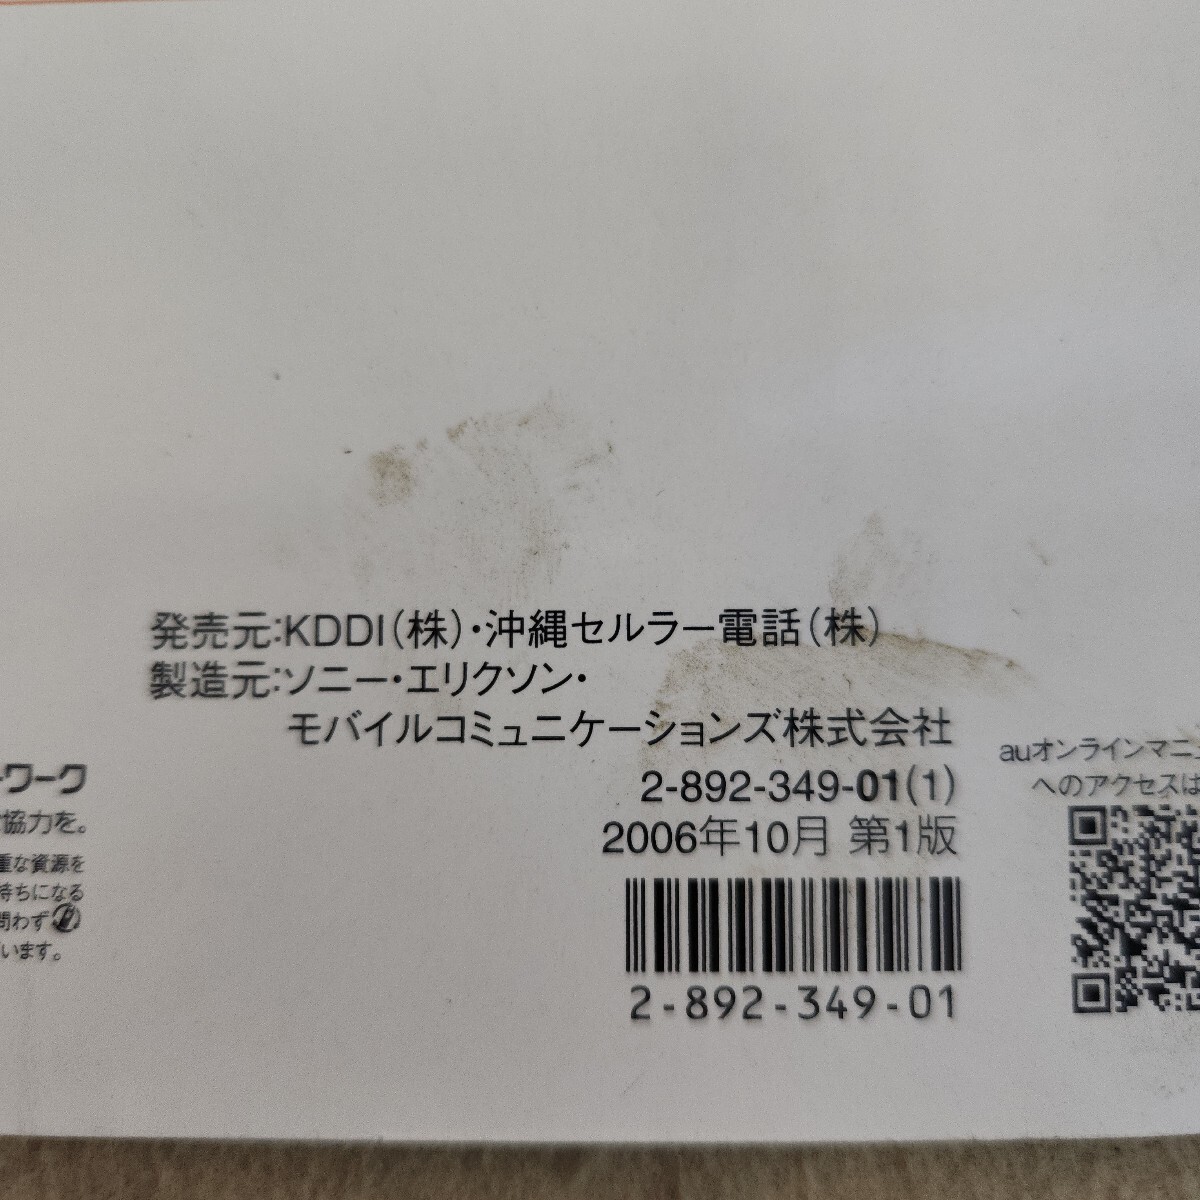 発売元:KDDI(株)・沖縄セルラー電話(株)
製造元:ソニー・エリクソン・
モバイルコミュニケーションズ株式会社
2-892-349-01(1)
2006年10月 第1版
2-892-349-01
ワーク
協力を。
重な資源を
持ちになる
問わず
います。
auオンラインマニュ
へのアクセスは